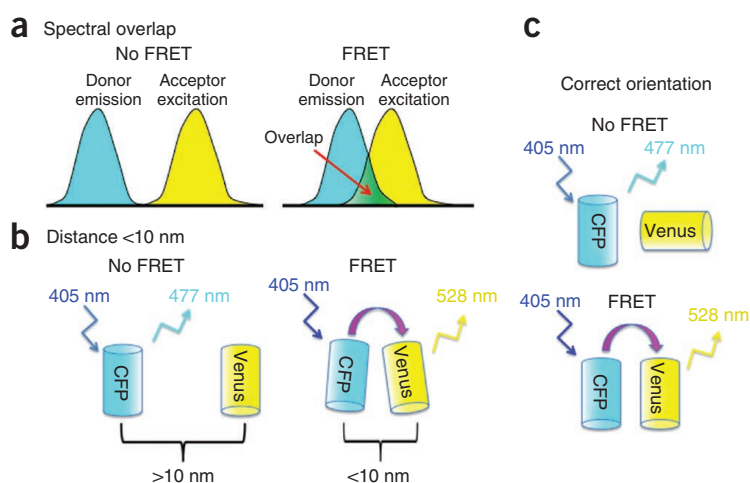 a Spectral overlap
No FRET
Donor emission
Acceptor excitation
FRET
Donor emission
Acceptor excitation
Overlap
b Distance <10 nm
No FRET
405 nm
477 nm
CFP
Venus
>10 nm
FRET
405 nm
528 nm
CFP
Venus
<10 nm
c
Correct orientation
No FRET
405 nm
477 nm
CFP
Venus
FRET
405 nm
528 nm
CFP
Venus